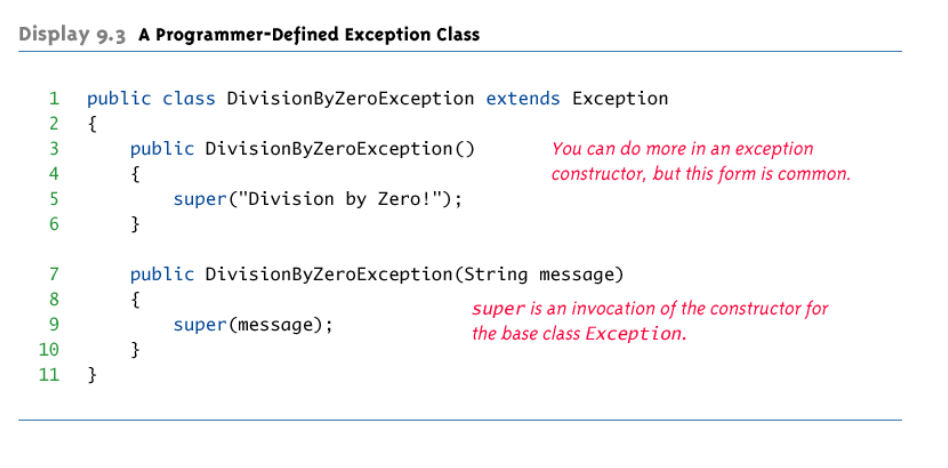 Display 9.3 A Programmer-Defined Exception Class
1 public class DivisionByZeroException extends Exception
2 {
3 public DivisionByZeroException()
You can do more in an exception
4 {
constructor, but this form is common.
5 super("Division by Zero!");
6 }
7 public DivisionByZeroException(String message)
8 {
super is an invocation of the constructor for
9 super(message);
the base class Exception.
10 }
11 }